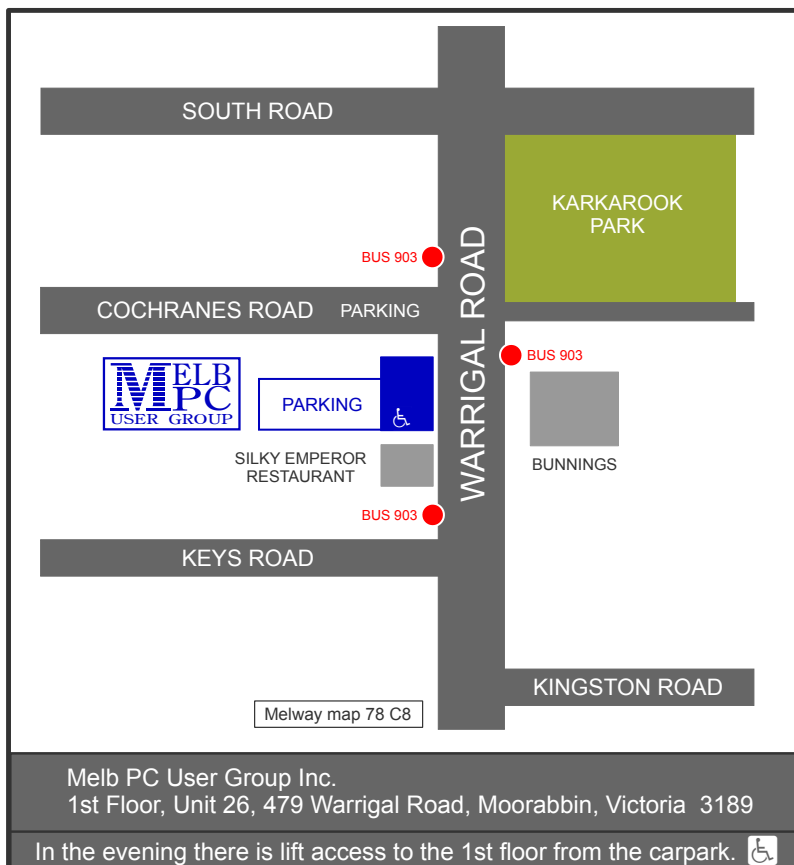 SOUTH ROAD
KARKAROOK
PARK
WARRIGAL ROAD
BUS 903
COCHRANES ROAD
PARKING
BUS 903
MELB
PC
USER GROUP
PARKING
SILKY EMPEROR
RESTAURANT
BUNNINGS
BUS 903
KEYS ROAD
KINGSTON ROAD
Melway map 78 C8
Melb PC User Group Inc.
1st Floor, Unit 26, 479 Warrigal Road, Moorabbin, Victoria 3189
In the evening there is lift access to the 1st floor from the carpark.